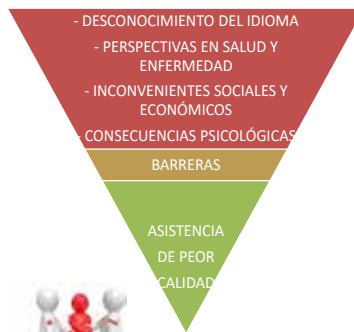 - DESCONOCIMIENTO DEL IDIOMA
- PERSPECTIVAS EN SALUD Y
ENFERMEDAD
- INCONVENIENTES SOCIALES Y
ECONÓMICOS
- CONSECUENCIAS PSICOLÓGICAS
BARRERAS
ASISTENCIA
DE PEOR
CALIDAD